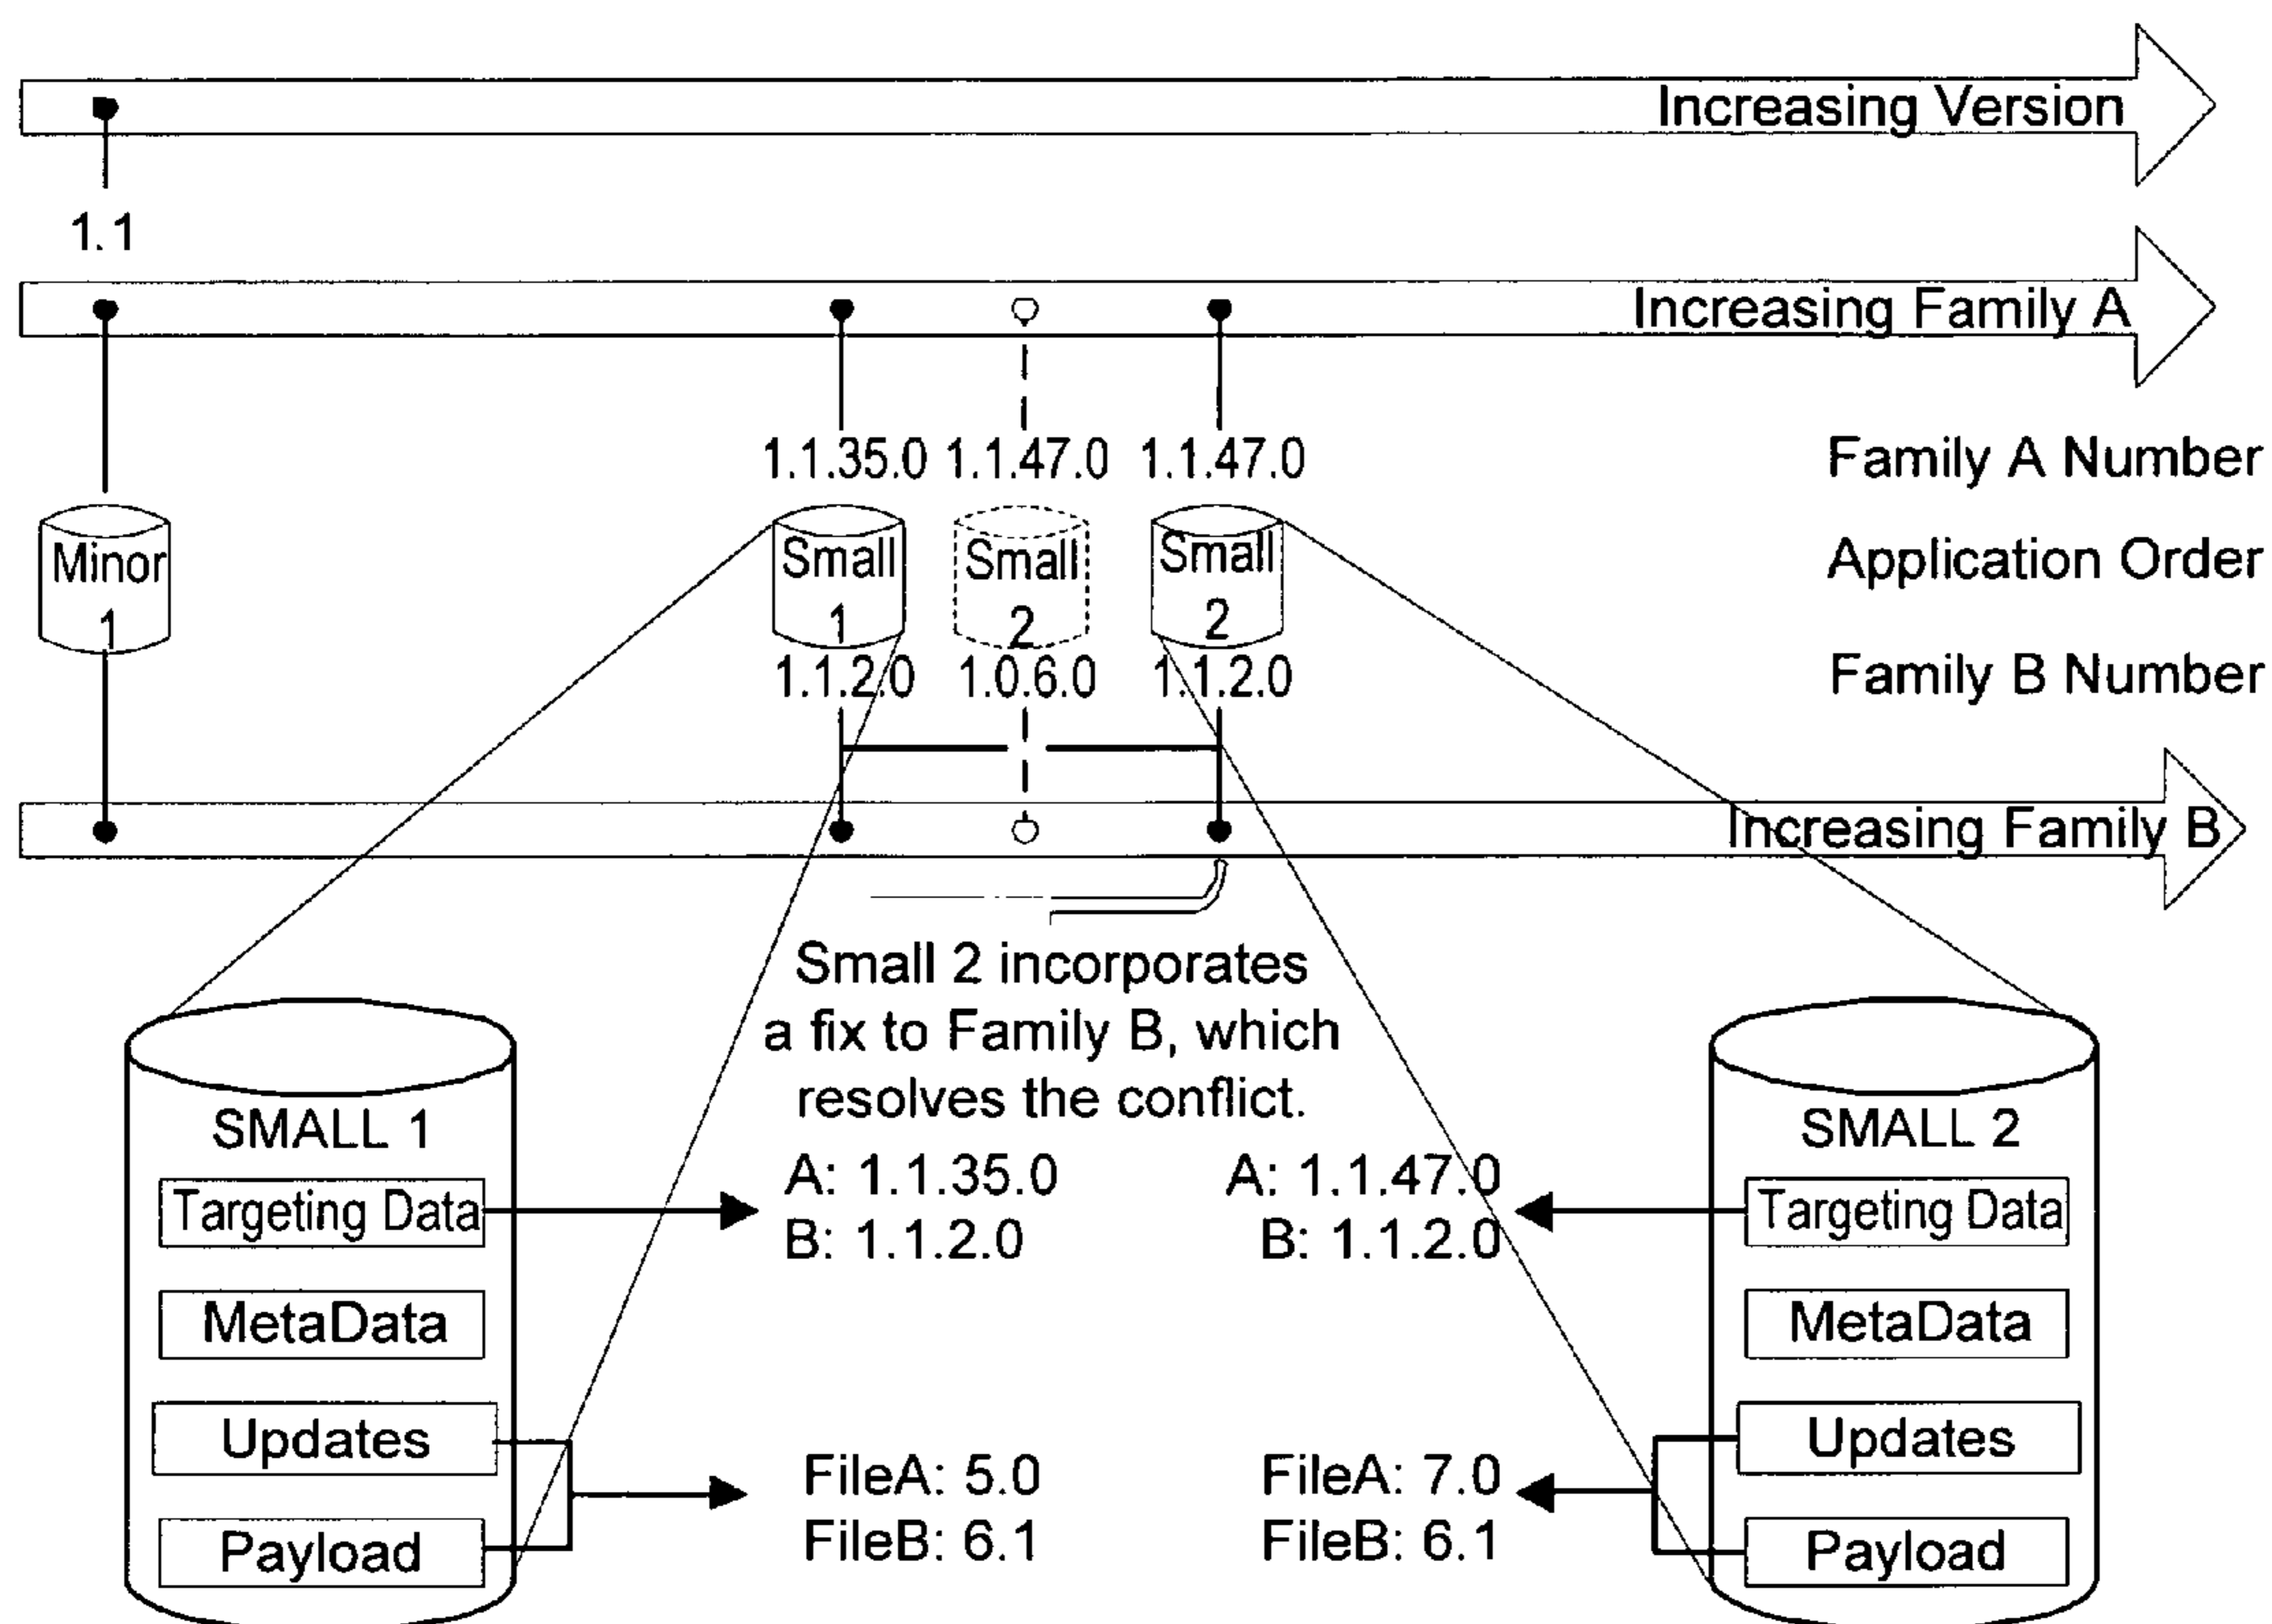 Increasing Version
1.1
Increasing Family A
1.1.35.0 1.1.47.0 1.1.47.0
Family A Number
Minor
1
Small
1
Small
2
Small
2
Application Order
1.1.2.0 1.0.6.0 1.1.2.0
Family B Number
Increasing Family B
Small 2 incorporates
a fix to Family B, which
resolves the conflict.
SMALL 1
Targeting Data
MetaData
Updates
Payload
A: 1.1.35.0
B: 1.1.2.0
FileA: 5.0
FileB: 6.1
A: 1.1.47.0
B: 1.1.2.0
FileA: 7.0
FileB: 6.1
SMALL 2
Targeting Data
MetaData
Updates
Payload